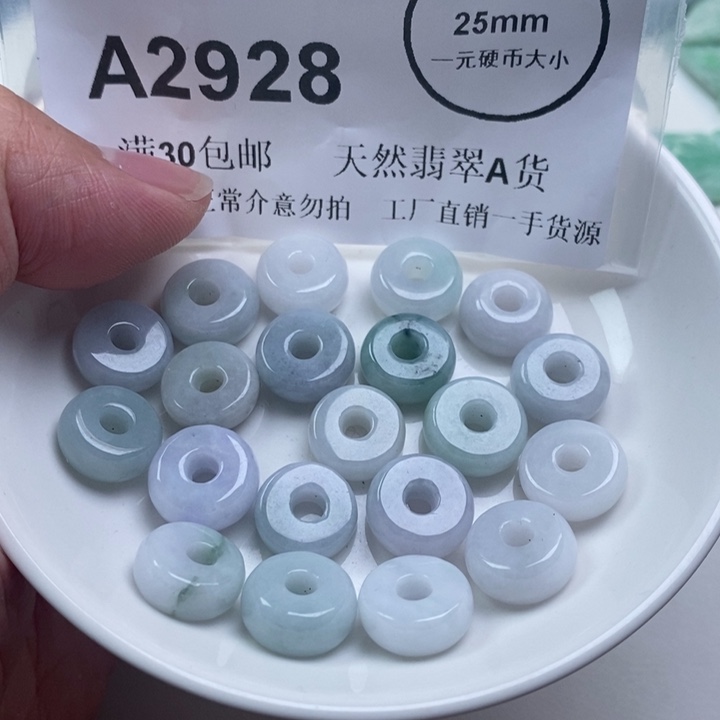 25mm
一元硬币大小
A2928
满30包邮 天然翡翠A货
正常介意勿拍 工厂直销一手货源